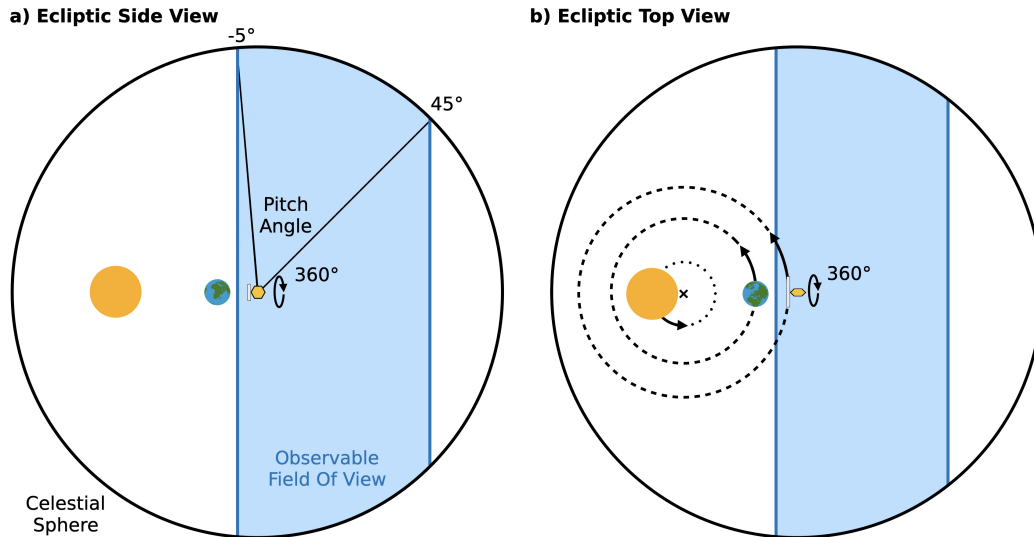 a) Ecliptic Side View
-5°
45°
Pitch
Angle
360°
Observable
Field Of View
Celestial
Sphere
b) Ecliptic Top View
360°